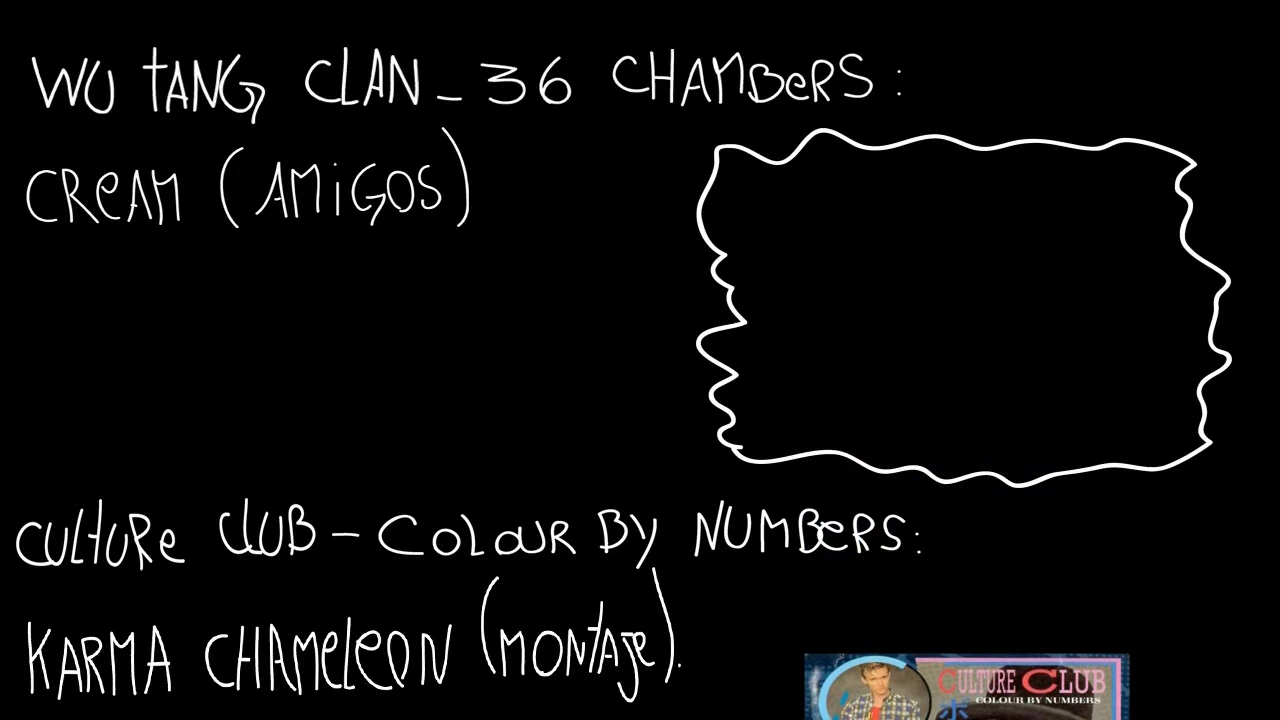 WU TANG CLAN - 36 CHAMBERS:
CREAM (AMIGOS)
CULTURE CLUB - COLOUR BY NUMBERS:
KARMA CHAMELEON (MONTAJE).
CULTURE CLUB
COLOUR BY NUMBERS